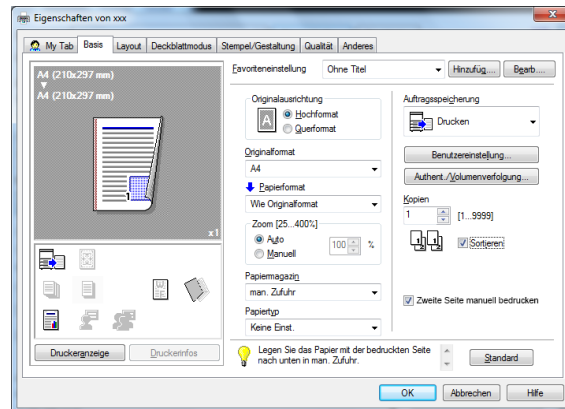 Eigenschaften von xxx
My Tab Basis Layout Deckblattmodus Stempel/Gestaltung Qualität Anderes
A4 (210x297 mm)
A4 (210x297 mm)
1
x1
Druckeranzeige Druckerinfos
Favoriteneinstellung Ohne Titel Hinzufüg.... Bearb....
Originalausrichtung
A
Hochformat
Querformat
Originalformat
A4
Papierformat
Wie Originalformat
Zoom [25...400%]
Auto
Manuell
100 %
Papiermagazin
man. Zufuhr
Papiertyp
Keine Einst.
Auftragsspeicherung
Drucken
Benutzereinstellung...
Authent./Volumenverfolgung...
Kopien
1 [1...9999]
Sortieren
Zweite Seite manuell bedrucken
Legen Sie das Papier mit der bedruckten Seite
nach unten in man. Zufuhr.
Standard
OK Abbrechen Hilfe